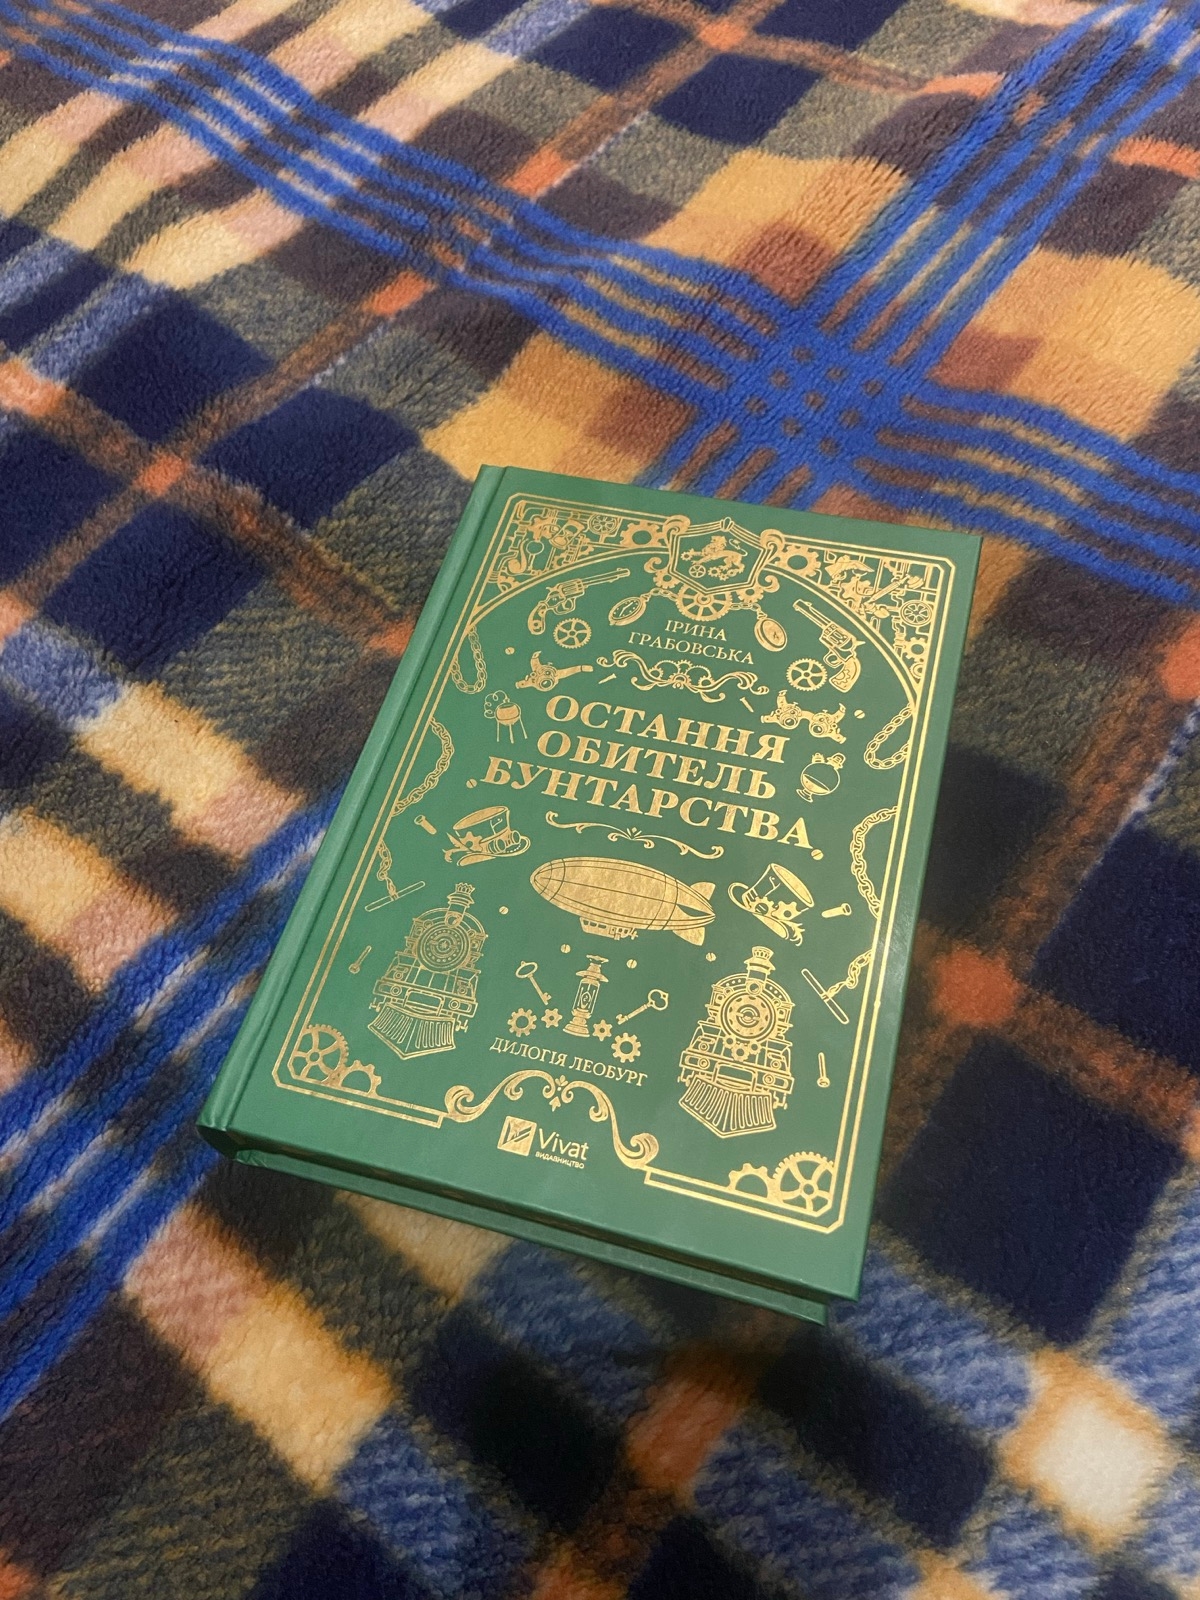 ІРИНА
ГРАБОВСЬКА
ОСТАННЯ
ОБИТЕЛЬ
БУНТАРСТВА
ДИЛОГІЯ ЛЕОБУРГ
Vivat
ВИДАВНИЦТВО